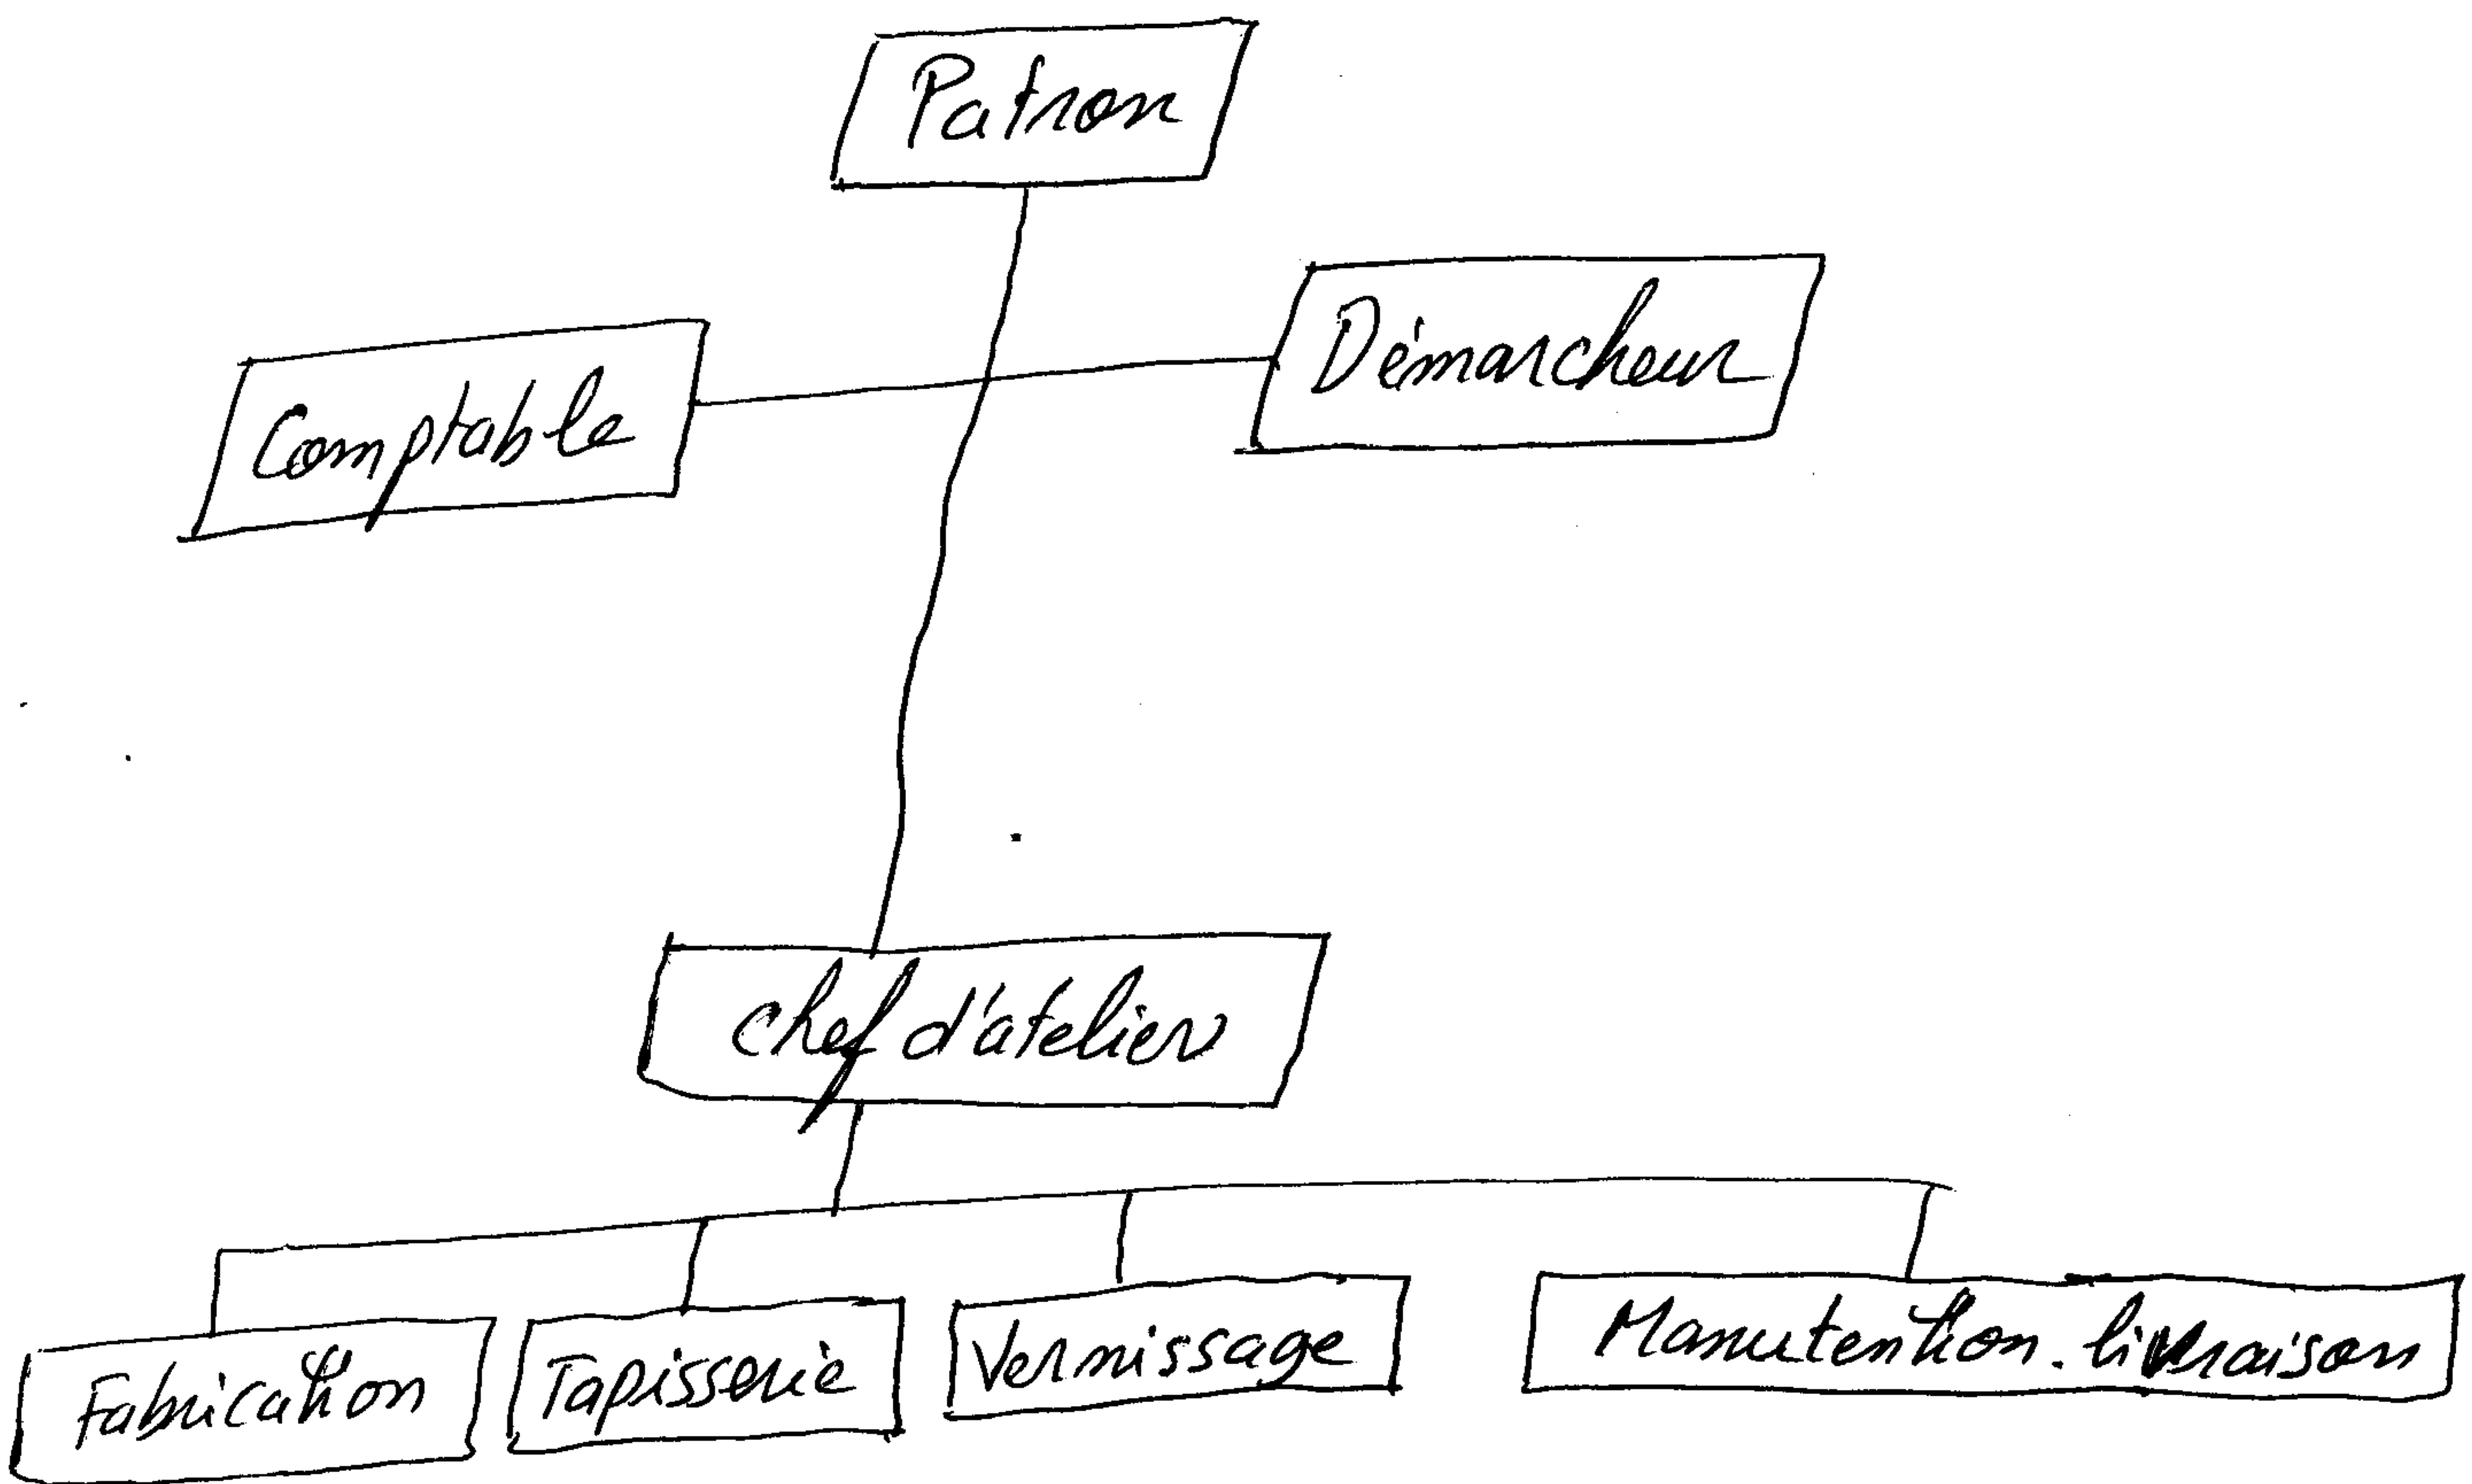 Patron
Démarcheur
Comptable
Chef d'atelier
Fabrication
Tapisserie
Vernissage
Manutention. livraison